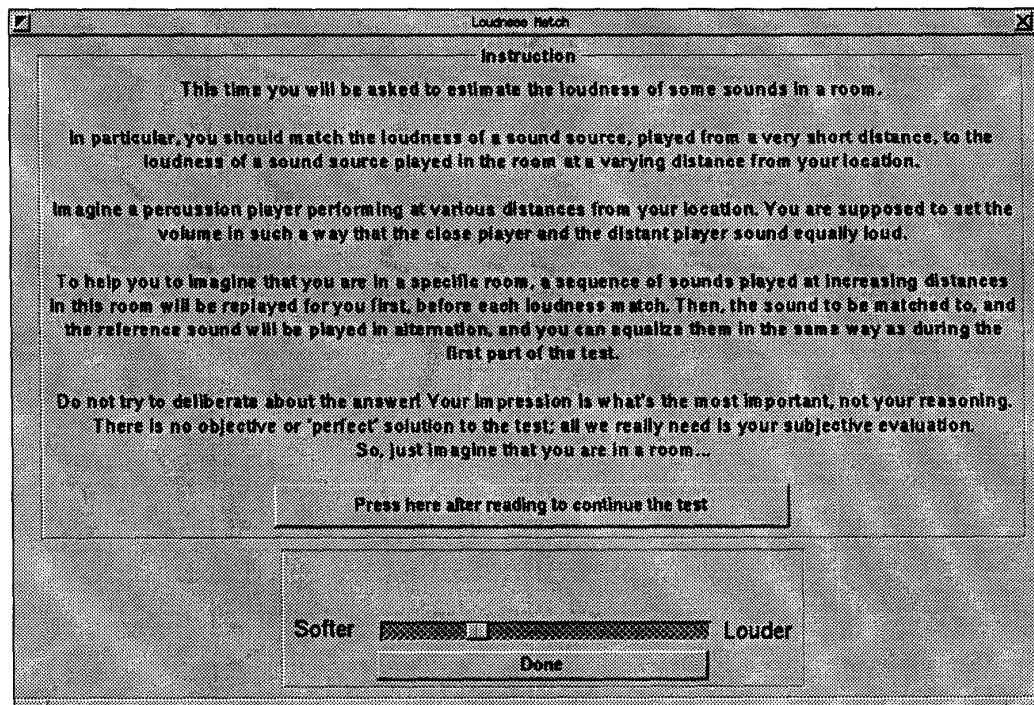 Loudness Match
Instruction
This time you will be asked to estimate the loudness of some sounds in a room.
In particular, you should match the loudness of a sound source, played from a very short distance, to the
loudness of a sound source played in the room at a varying distance from your location.
Imagine a percussion player performing at various distances from your location. You are supposed to set the
volume in such a way that the close player and the distant player sound equally loud.
To help you to imagine that you are in a specific room, a sequence of sounds played at increasing distances
in this room will be replayed for you first, before each loudness match. Then, the sound to be matched to, and
the reference sound will be played in alternation, and you can equalize them in the same way as during the
first part of the test.
Do not try to deliberate about the answer! Your impression is what's the most important, not your reasoning.
There is no objective or "perfect" solution to the test; all we really need is your subjective evaluation.
So, just imagine that you are in a room...
Press here after reading to continue the test
Softer Louder
Done